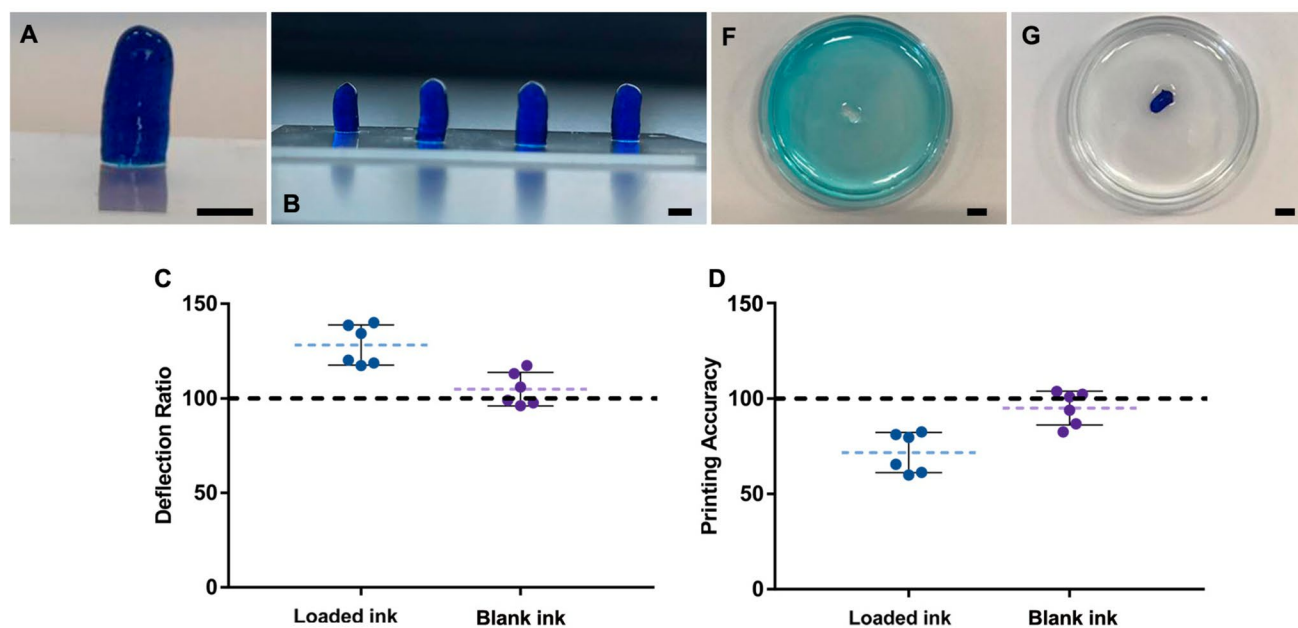 A
B
F
G
C
Deflection Ratio
150
100
50
0
Loaded ink
Blank ink
D
Printing Accuracy
150
100
50
0
Loaded ink
Blank ink